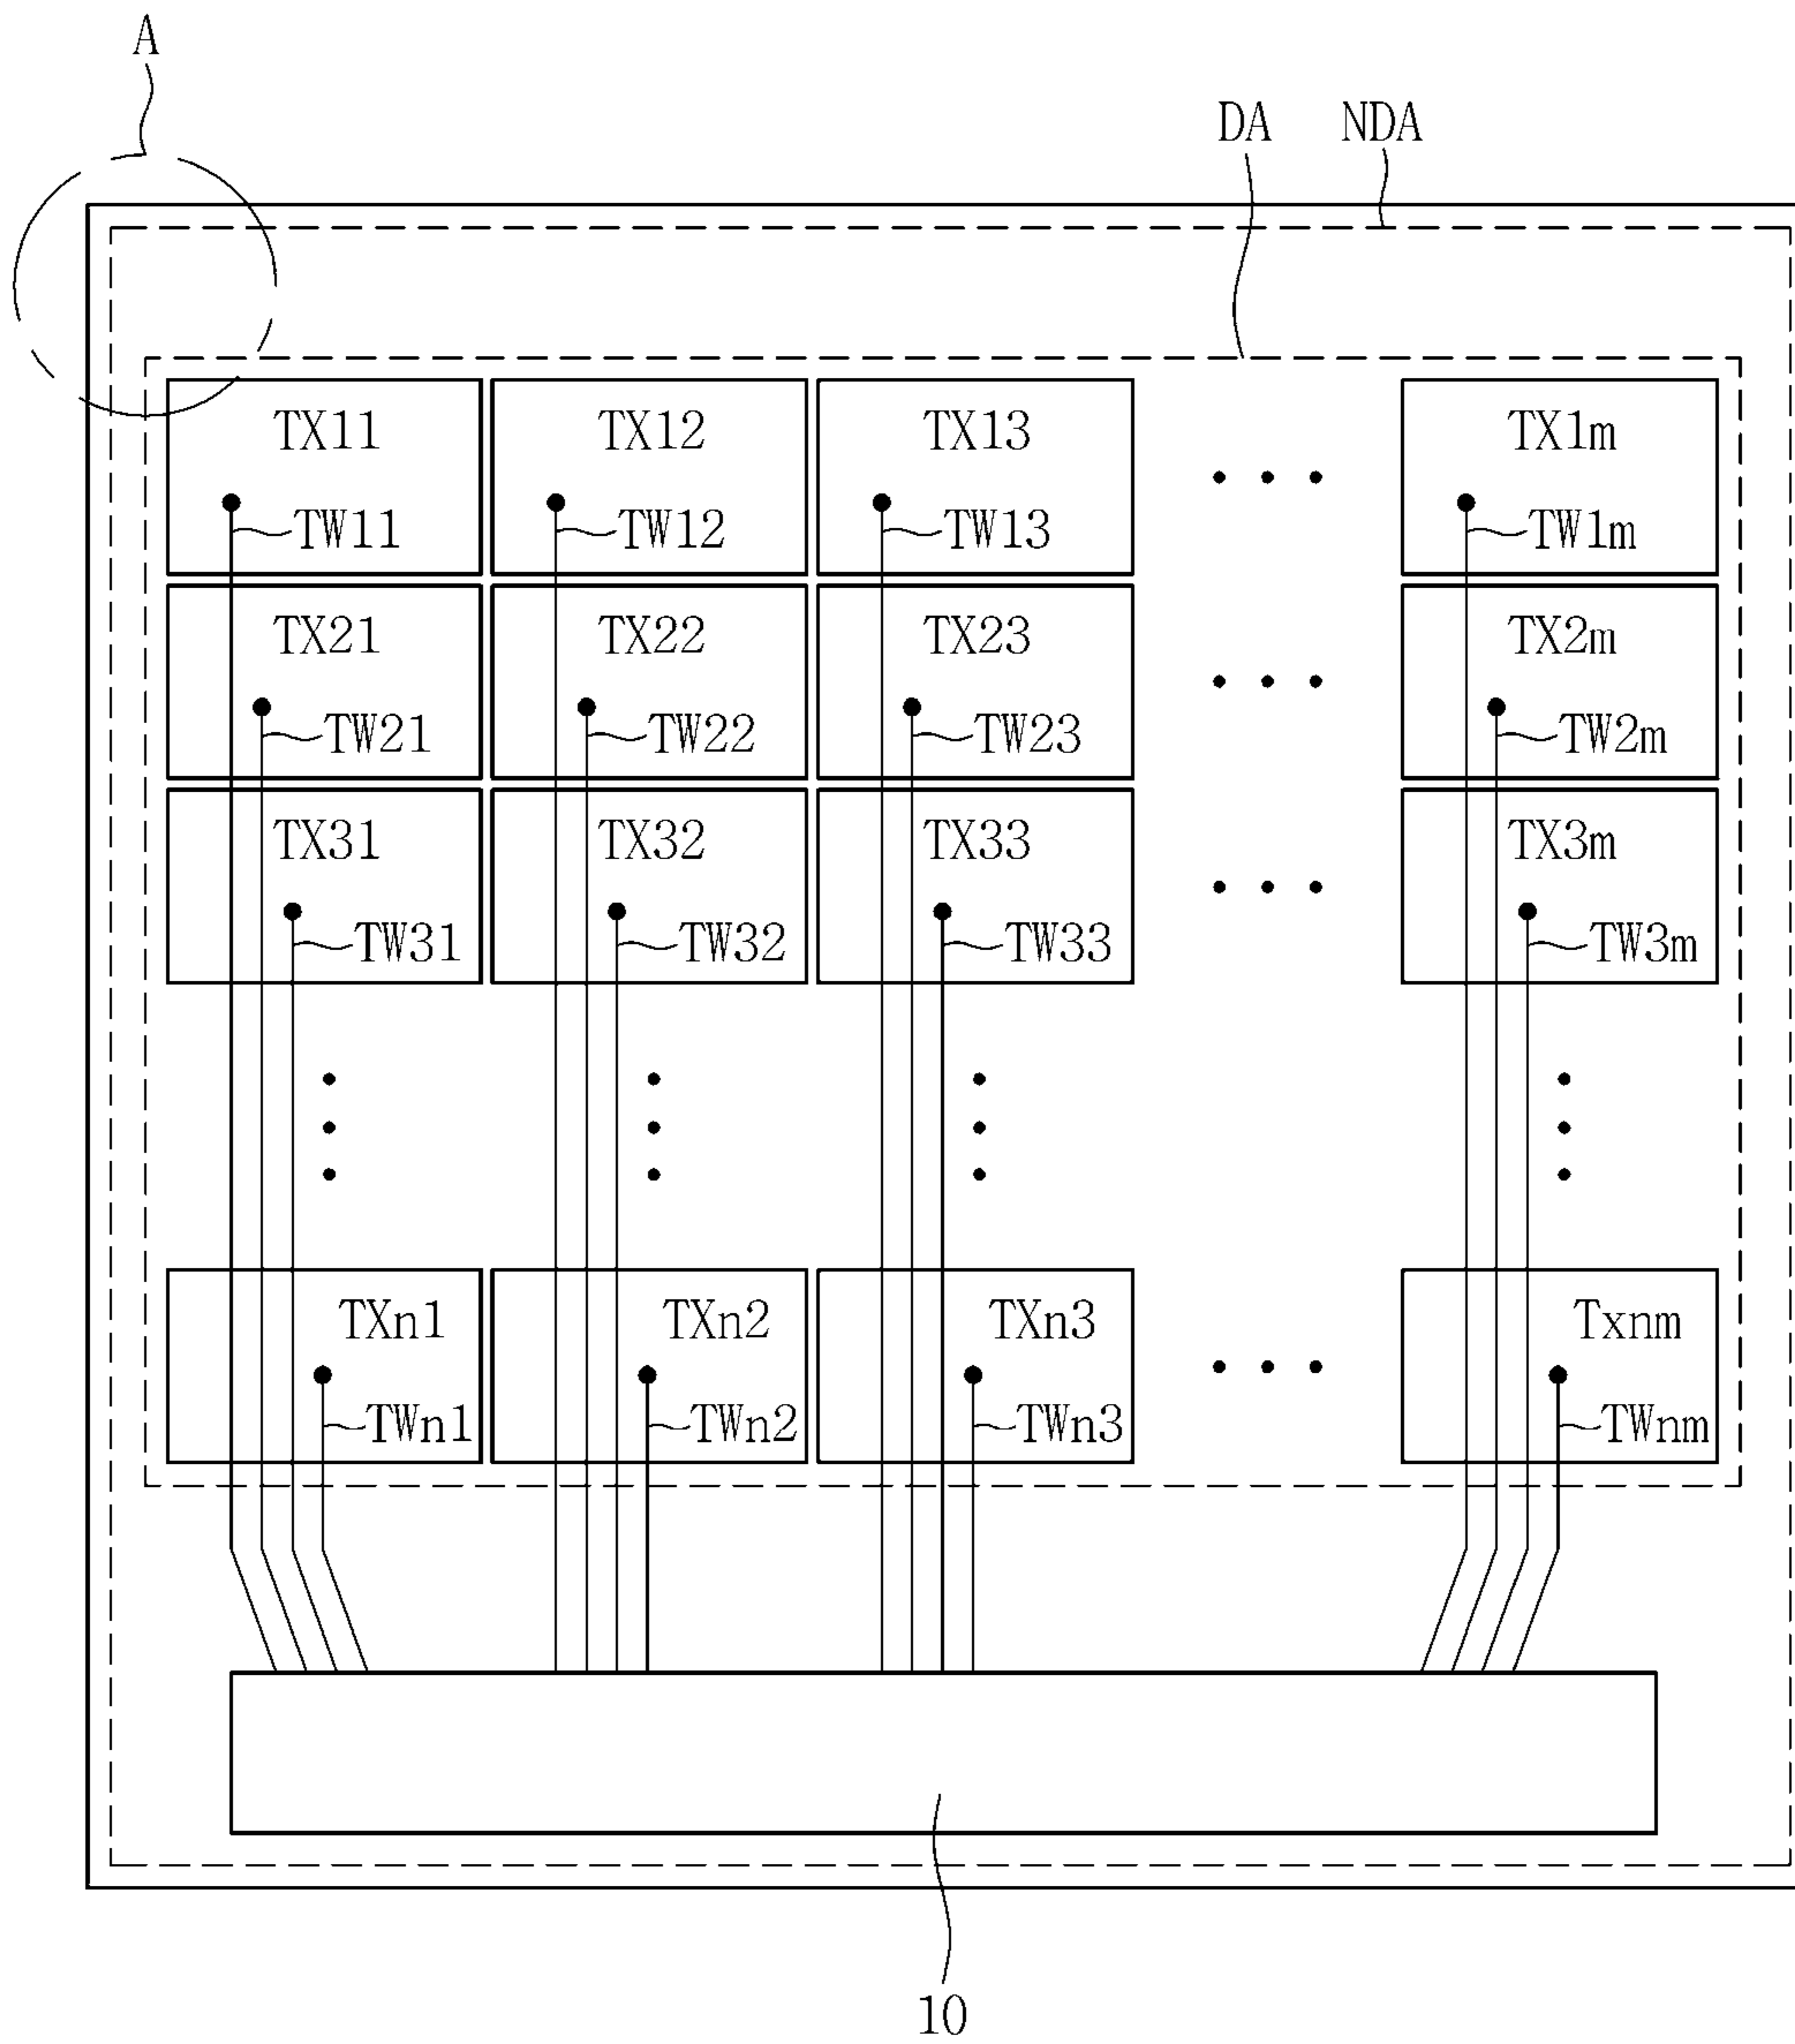 A
DA NDA
TX11 TX12 TX13 TX1m
TW11 TW12 TW13 TW1m
TX21 TX22 TX23 TX2m
TW21 TW22 TW23 TW2m
TX31 TX32 TX33 TX3m
TW31 TW32 TW33 TW3m
TXn1 TXn2 TXn3 Txnm
TWn1 TWn2 TWn3 TWnm
10